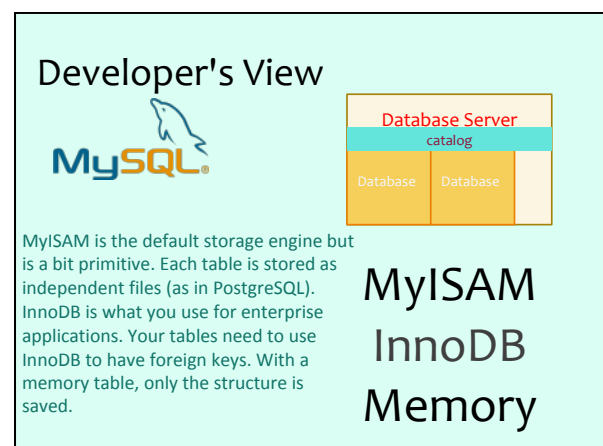 Developer's View
MySQL®
Database Server
catalog
Database Database
MyISAM is the default storage engine but
is a bit primitive. Each table is stored as
independent files (as in PostgreSQL).
InnoDB is what you use for enterprise
applications. Your tables need to use
InnoDB to have foreign keys. With a
memory table, only the structure is
saved.
MyISAM
InnoDB
Memory